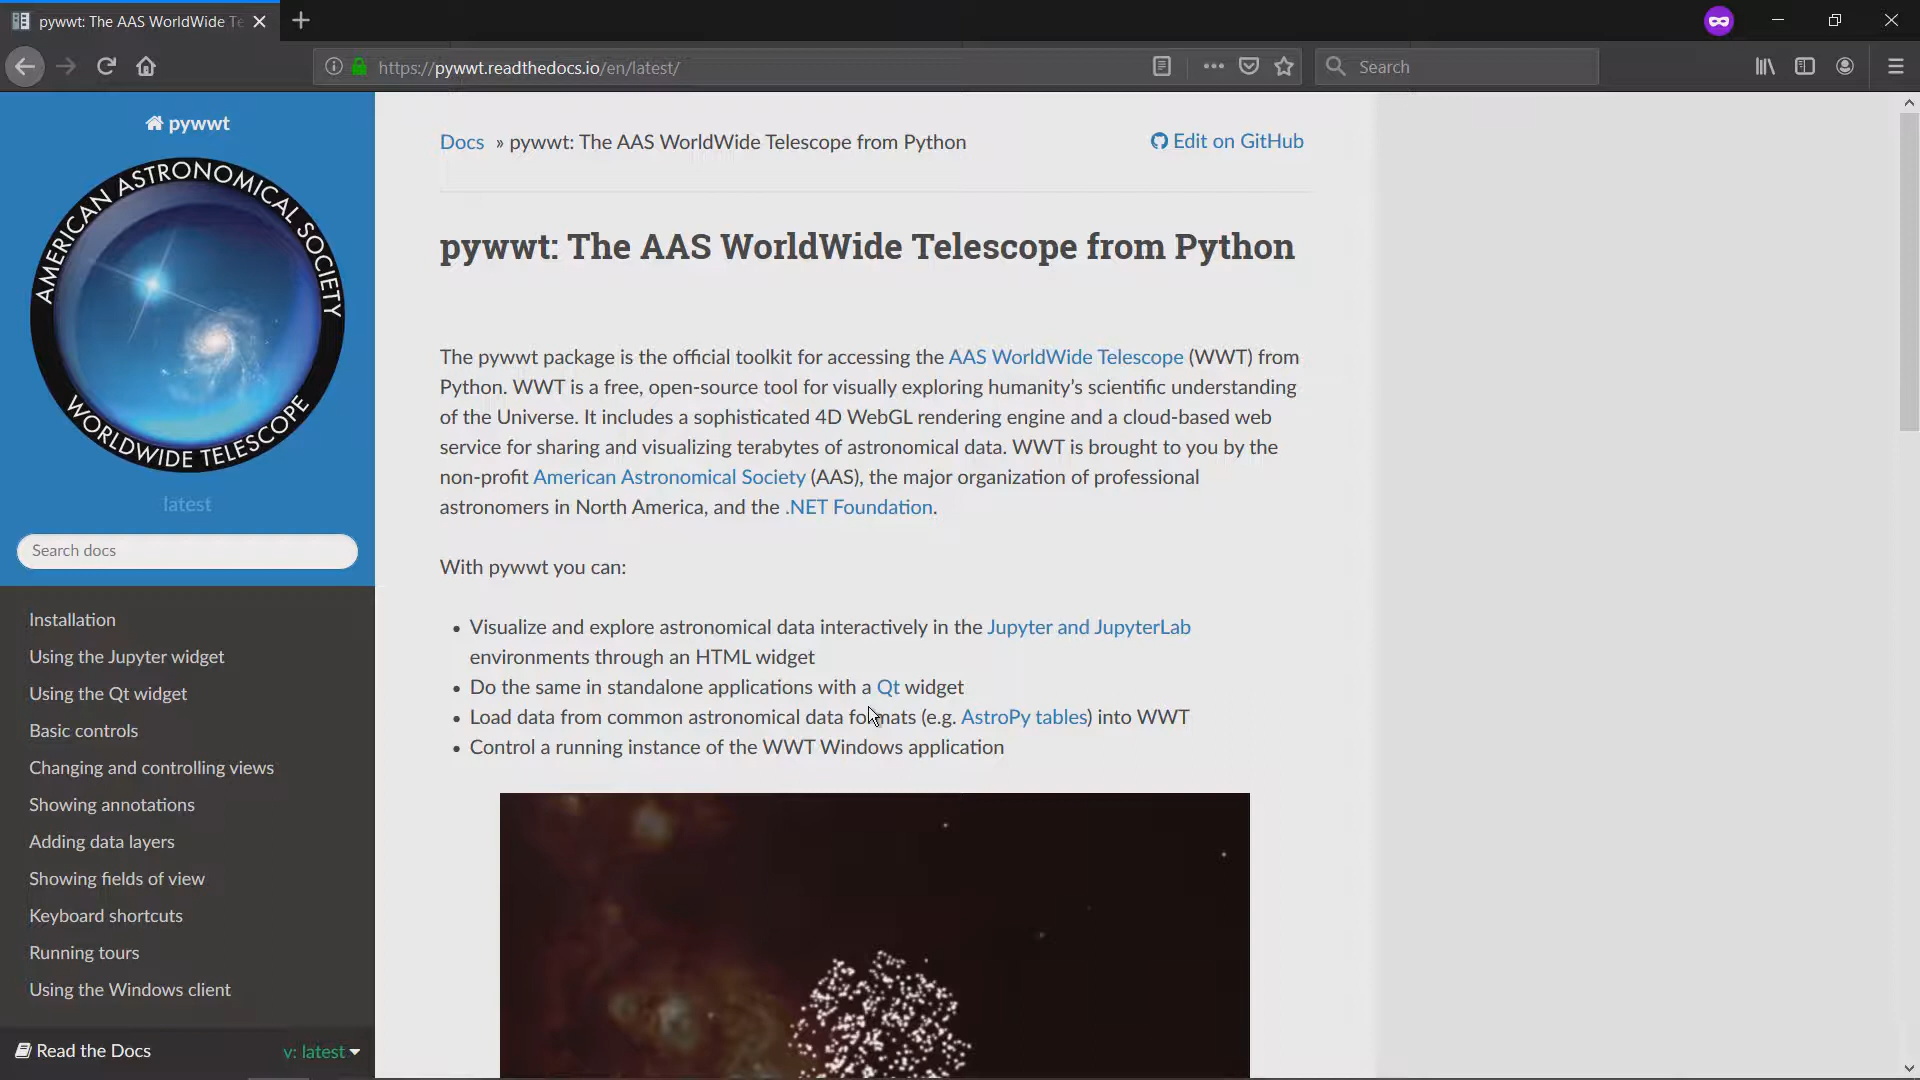 pywwt: The AAS WorldWide Te
https://pywwt.readthedocs.io/en/latest/
Search
pywwt
AMERICAN ASTRONOMICAL SOCIETY
WORLDWIDE TELESCOPE
latest
Search docs
Installation
Using the Jupyter widget
Using the Qt widget
Basic controls
Changing and controlling views
Showing annotations
Adding data layers
Showing fields of view
Keyboard shortcuts
Running tours
Using the Windows client
Read the Docs
v: latest
Docs » pywwt: The AAS WorldWide Telescope from Python
Edit on GitHub
pywwt: The AAS WorldWide Telescope from Python
The pywwt package is the official toolkit for accessing the AAS WorldWide Telescope (WWT) from
Python. WWT is a free, open-source tool for visually exploring humanity’s scientific understanding
of the Universe. It includes a sophisticated 4D WebGL rendering engine and a cloud-based web
service for sharing and visualizing terabytes of astronomical data. WWT is brought to you by the
non-profit American Astronomical Society (AAS), the major organization of professional
astronomers in North America, and the .NET Foundation.
With pywwt you can:
• Visualize and explore astronomical data interactively in the Jupyter and JupyterLab
environments through an HTML widget
• Do the same in standalone applications with a Qt widget
• Load data from common astronomical data formats (e.g. AstroPy tables) into WWT
• Control a running instance of the WWT Windows application